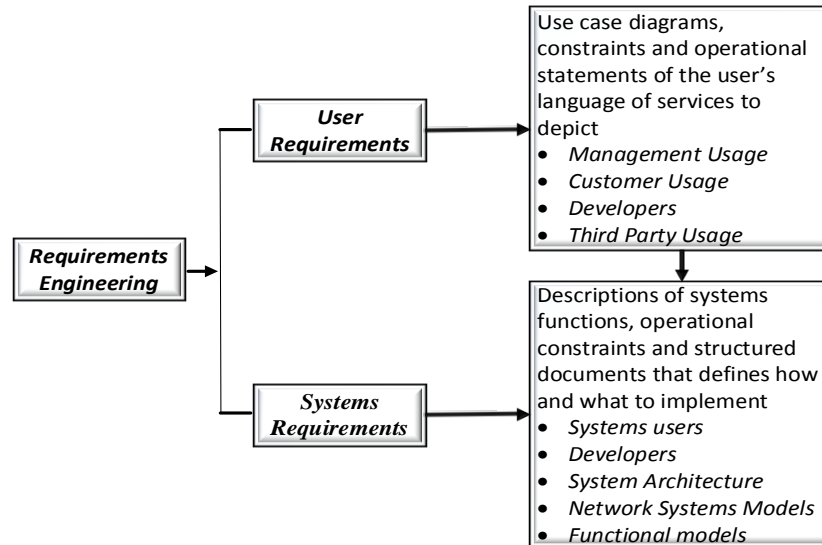 Requirements
Engineering
User
Requirements
Use case diagrams,
constraints and operational
statements of the user's
language of services to
depict
• Management Usage
• Customer Usage
• Developers
• Third Party Usage
Systems
Requirements
Descriptions of systems
functions, operational
constraints and structured
documents that defines how
and what to implement
• Systems users
• Developers
• System Architecture
• Network Systems Models
• Functional models